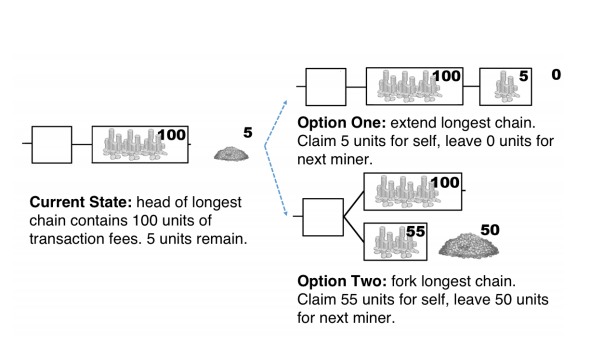 100
5
Current State: head of longest
chain contains 100 units of
transaction fees. 5 units remain.
100
5
0
Option One: extend longest chain.
Claim 5 units for self, leave 0 units for
next miner.
100
55
50
Option Two: fork longest chain.
Claim 55 units for self, leave 50 units
for next miner.